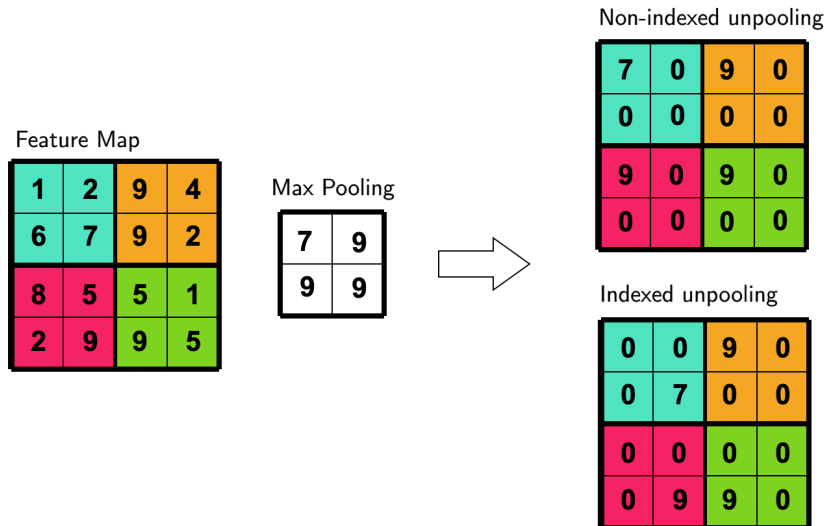 Non-indexed unpooling
7 0 9 0
0 0 0 0
9 0 9 0
0 0 0 0
Feature Map
1 2 9 4
6 7 9 2
8 5 5 1
2 9 9 5
Max Pooling
7 9
9 9
Indexed unpooling
0 0 9 0
0 7 0 0
0 0 0 0
0 9 9 0